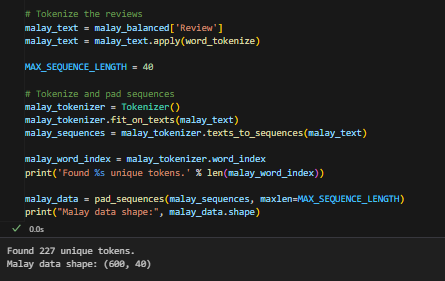 # Tokenize the reviews
malay_text = malay_balanced['Review']
malay_text = malay_text.apply(word_tokenize)
MAX_SEQUENCE_LENGTH = 40
# Tokenize and pad sequences
malay_tokenizer = Tokenizer()
malay_tokenizer.fit_on_texts(malay_text)
malay_sequences = malay_tokenizer.texts_to_sequences(malay_text)
malay_word_index = malay_tokenizer.word_index
print('Found %s unique tokens.' % len(malay_word_index))
malay_data = pad_sequences(malay_sequences, maxlen=MAX_SEQUENCE_LENGTH)
print("Malay data shape:", malay_data.shape)
0.0s
Found 227 unique tokens.
Malay data shape: (600, 40)